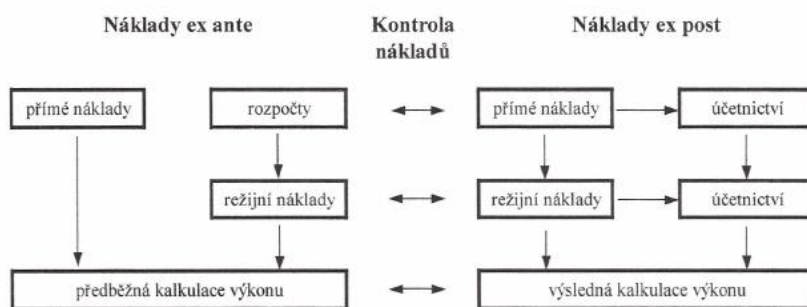 Náklady ex ante
Kontrola
nákladů
Náklady ex post
přímé náklady
rozpočty
přímé náklady
účetnictví
režijní náklady
režijní náklady
účetnictví
předběžná kalkulace výkonu
výsledná kalkulace výkonu